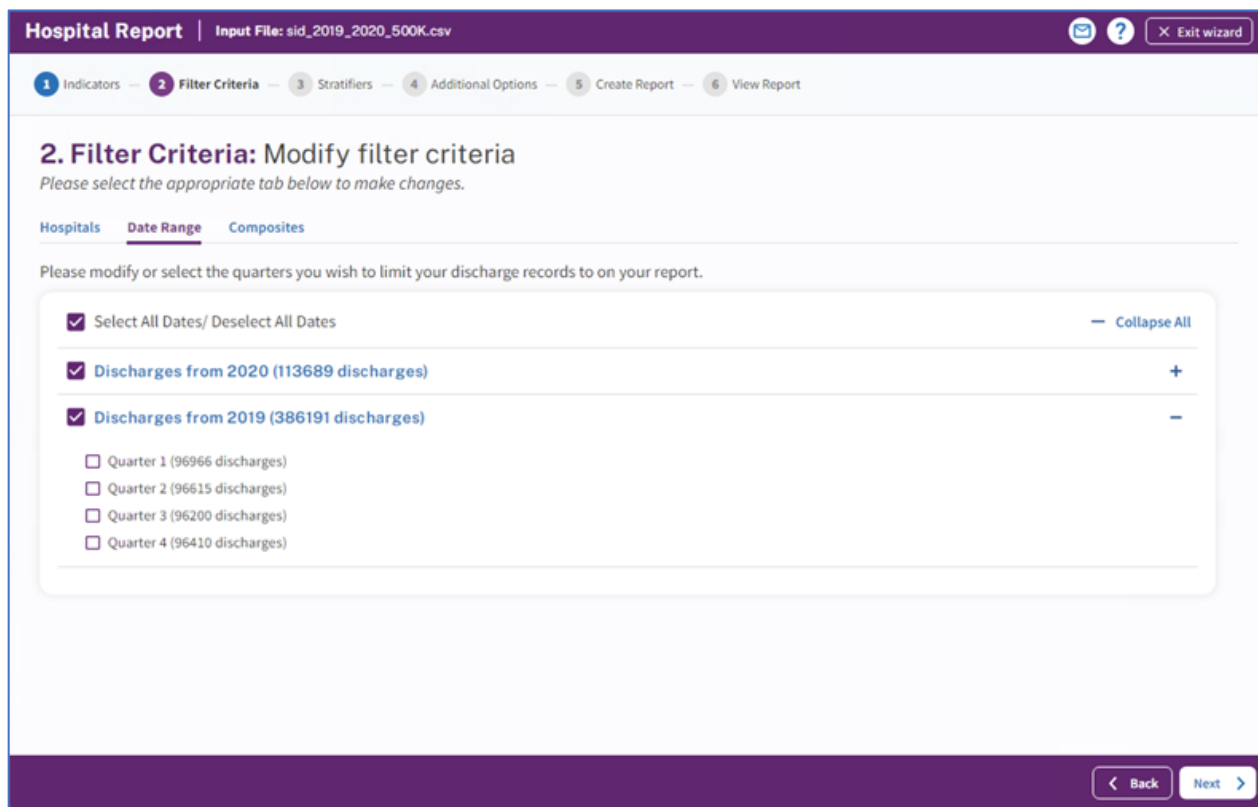 Hospital Report | Input File: sid_2019_2020_500K.csv ? × Exit wizard
1 Indicators — 2 Filter Criteria — 3 Stratifiers — 4 Additional Options — 5 Create Report — 6 View Report
2. Filter Criteria: Modify filter criteria
Please select the appropriate tab below to make changes.
Hospitals Date Range Composites
Please modify or select the quarters you wish to limit your discharge records to on your report.
Select All Dates/ Deselect All Dates — Collapse All
Discharges from 2020 (113689 discharges) +
Discharges from 2019 (386191 discharges) −
Quarter 1 (96966 discharges)
Quarter 2 (96615 discharges)
Quarter 3 (96200 discharges)
Quarter 4 (96410 discharges)
Back Next